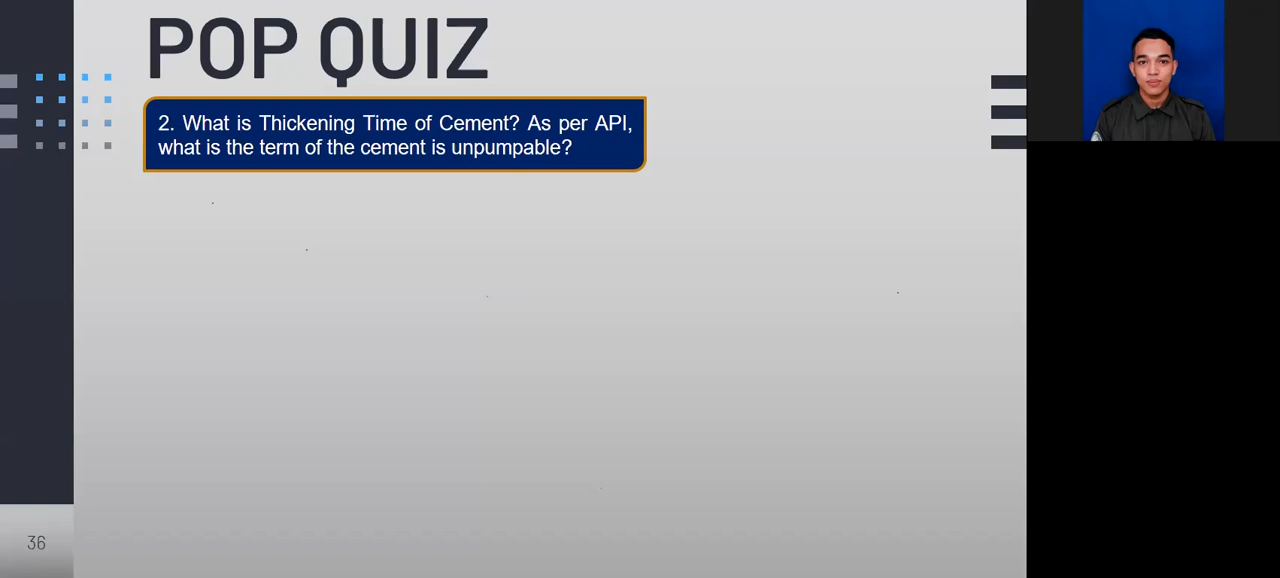 POP QUIZ
2. What is Thickening Time of Cement? As per API,
what is the term of the cement is unpumpable?
36